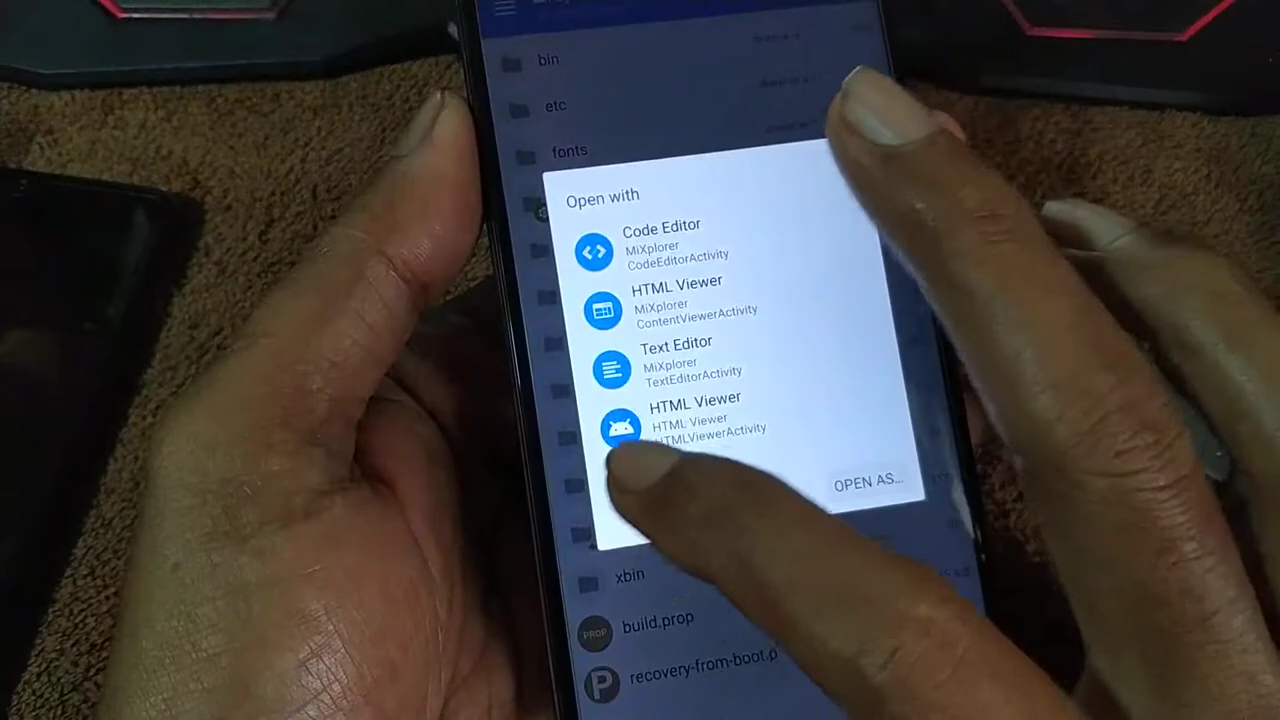 bin
etc
fonts
Open with
Code Editor
MiXplorer
CodeEditorActivity
HTML Viewer
MiXplorer
ContentViewerActivity
Text Editor
MiXplorer
TextEditorActivity
HTML Viewer
HTML Viewer
HTMLViewerActivity
OPEN AS...
xbin
PROP
build.prop
P
recovery-from-boot.p